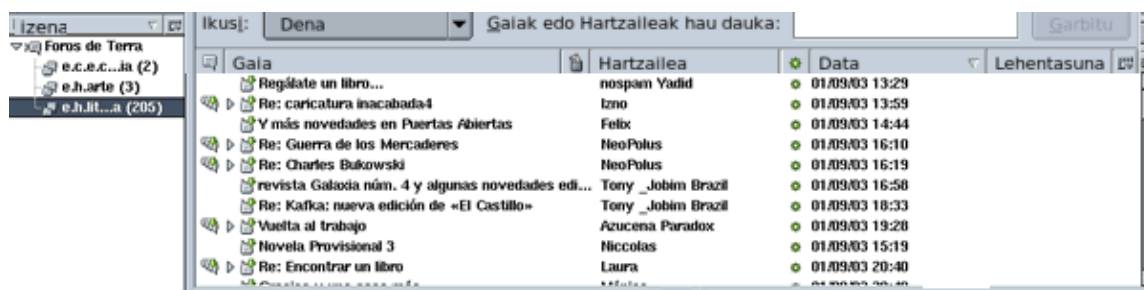 Izena
Foros de Terra
e.c.e.c...ia (2)
e.h.arte (3)
e.h.lit...a (205)
Ikusi: Dena Gaiak edo Hartzaileak hau dauka: Garbitu
Gaia Hartzailea Data Lehentasuna
Regálate un libro... nospam Yadid 01/09/03 13:29
Re: caricatura inacabada4 Izno 01/09/03 13:59
Y más novedades en Puertas Abiertas Felix 01/09/03 14:44
Re: Guerra de los Mercaderes NeoPolus 01/09/03 16:10
Re: Charles Bukowski NeoPolus 01/09/03 16:19
revista Galaxia núm. 4 y algunas novedades edi... Tony _Jobim Brazil 01/09/03 16:58
Re: Kafka: nueva edición de «El Castillo» Tony _Jobim Brazil 01/09/03 18:33
Vuelta al trabajo Azucena Paradox 01/09/03 19:28
Novela Provisional 3 Niccolas 01/09/03 15:19
Re: Encontrar un libro Laura 01/09/03 20:40